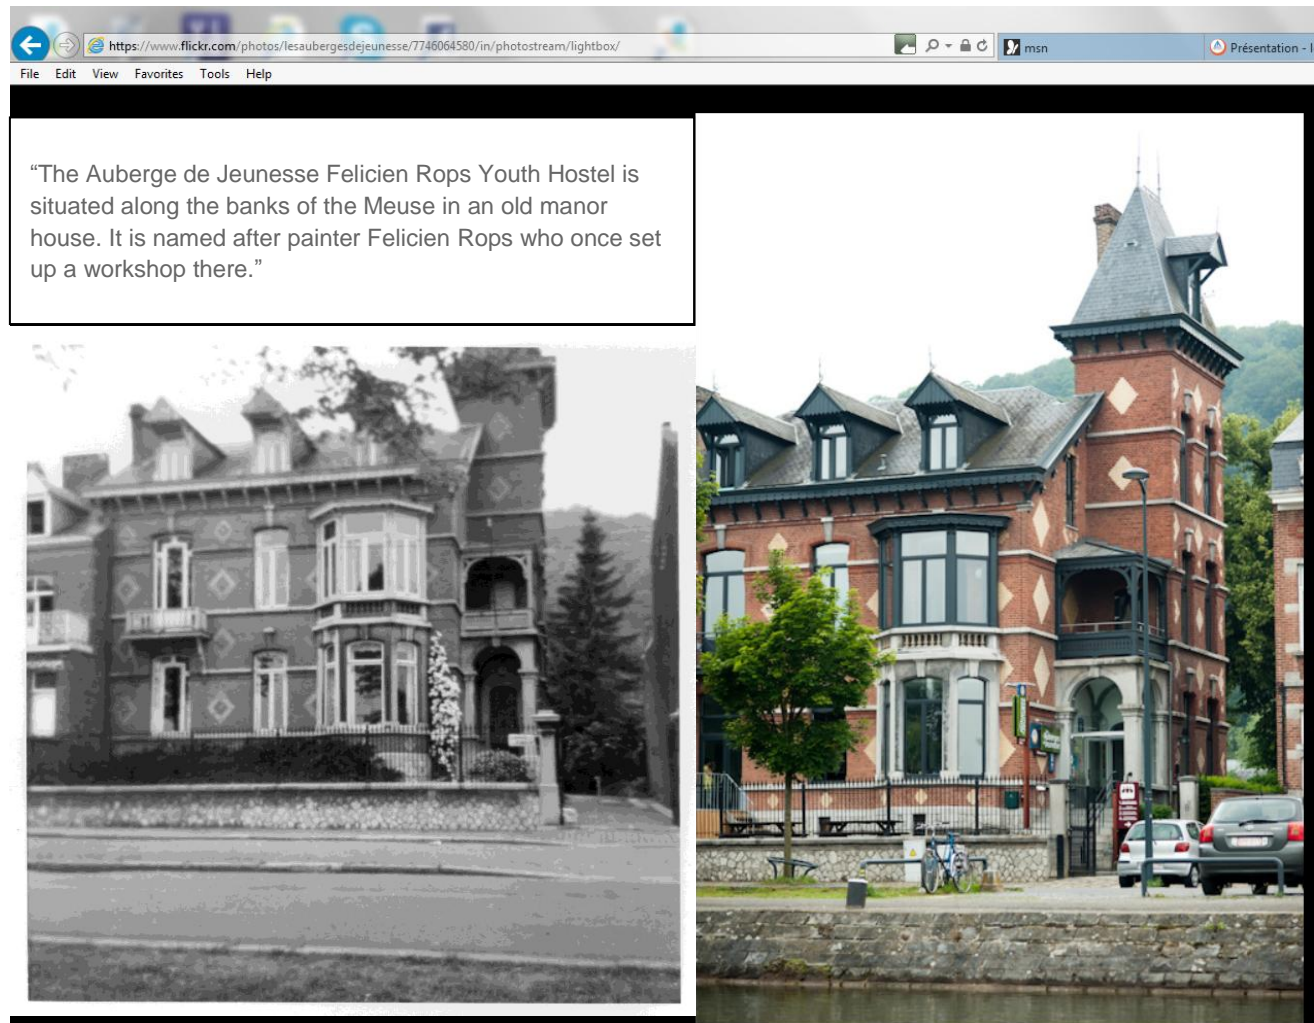 https://www.flickr.com/photos/lesaubergesdejeunesse/7746064580/in/photostream/lightbox/
msn
Présentation - l
File Edit View Favorites Tools Help
“The Auberge de Jeunesse Felicien Rops Youth Hostel is
situated along the banks of the Meuse in an old manor
house. It is named after painter Felicien Rops who once set
up a workshop there.”